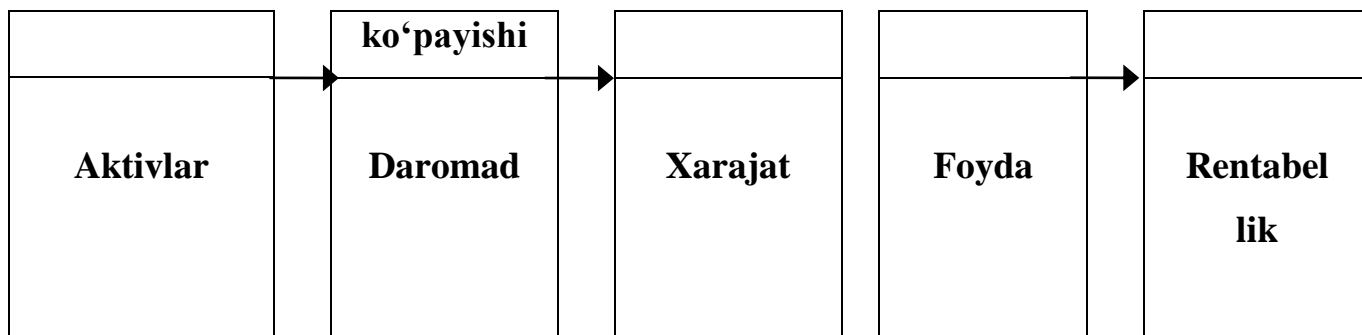 ko‘payishi
Aktivlar
Daromad
Xarajat
Foyda
Rentabel
lik